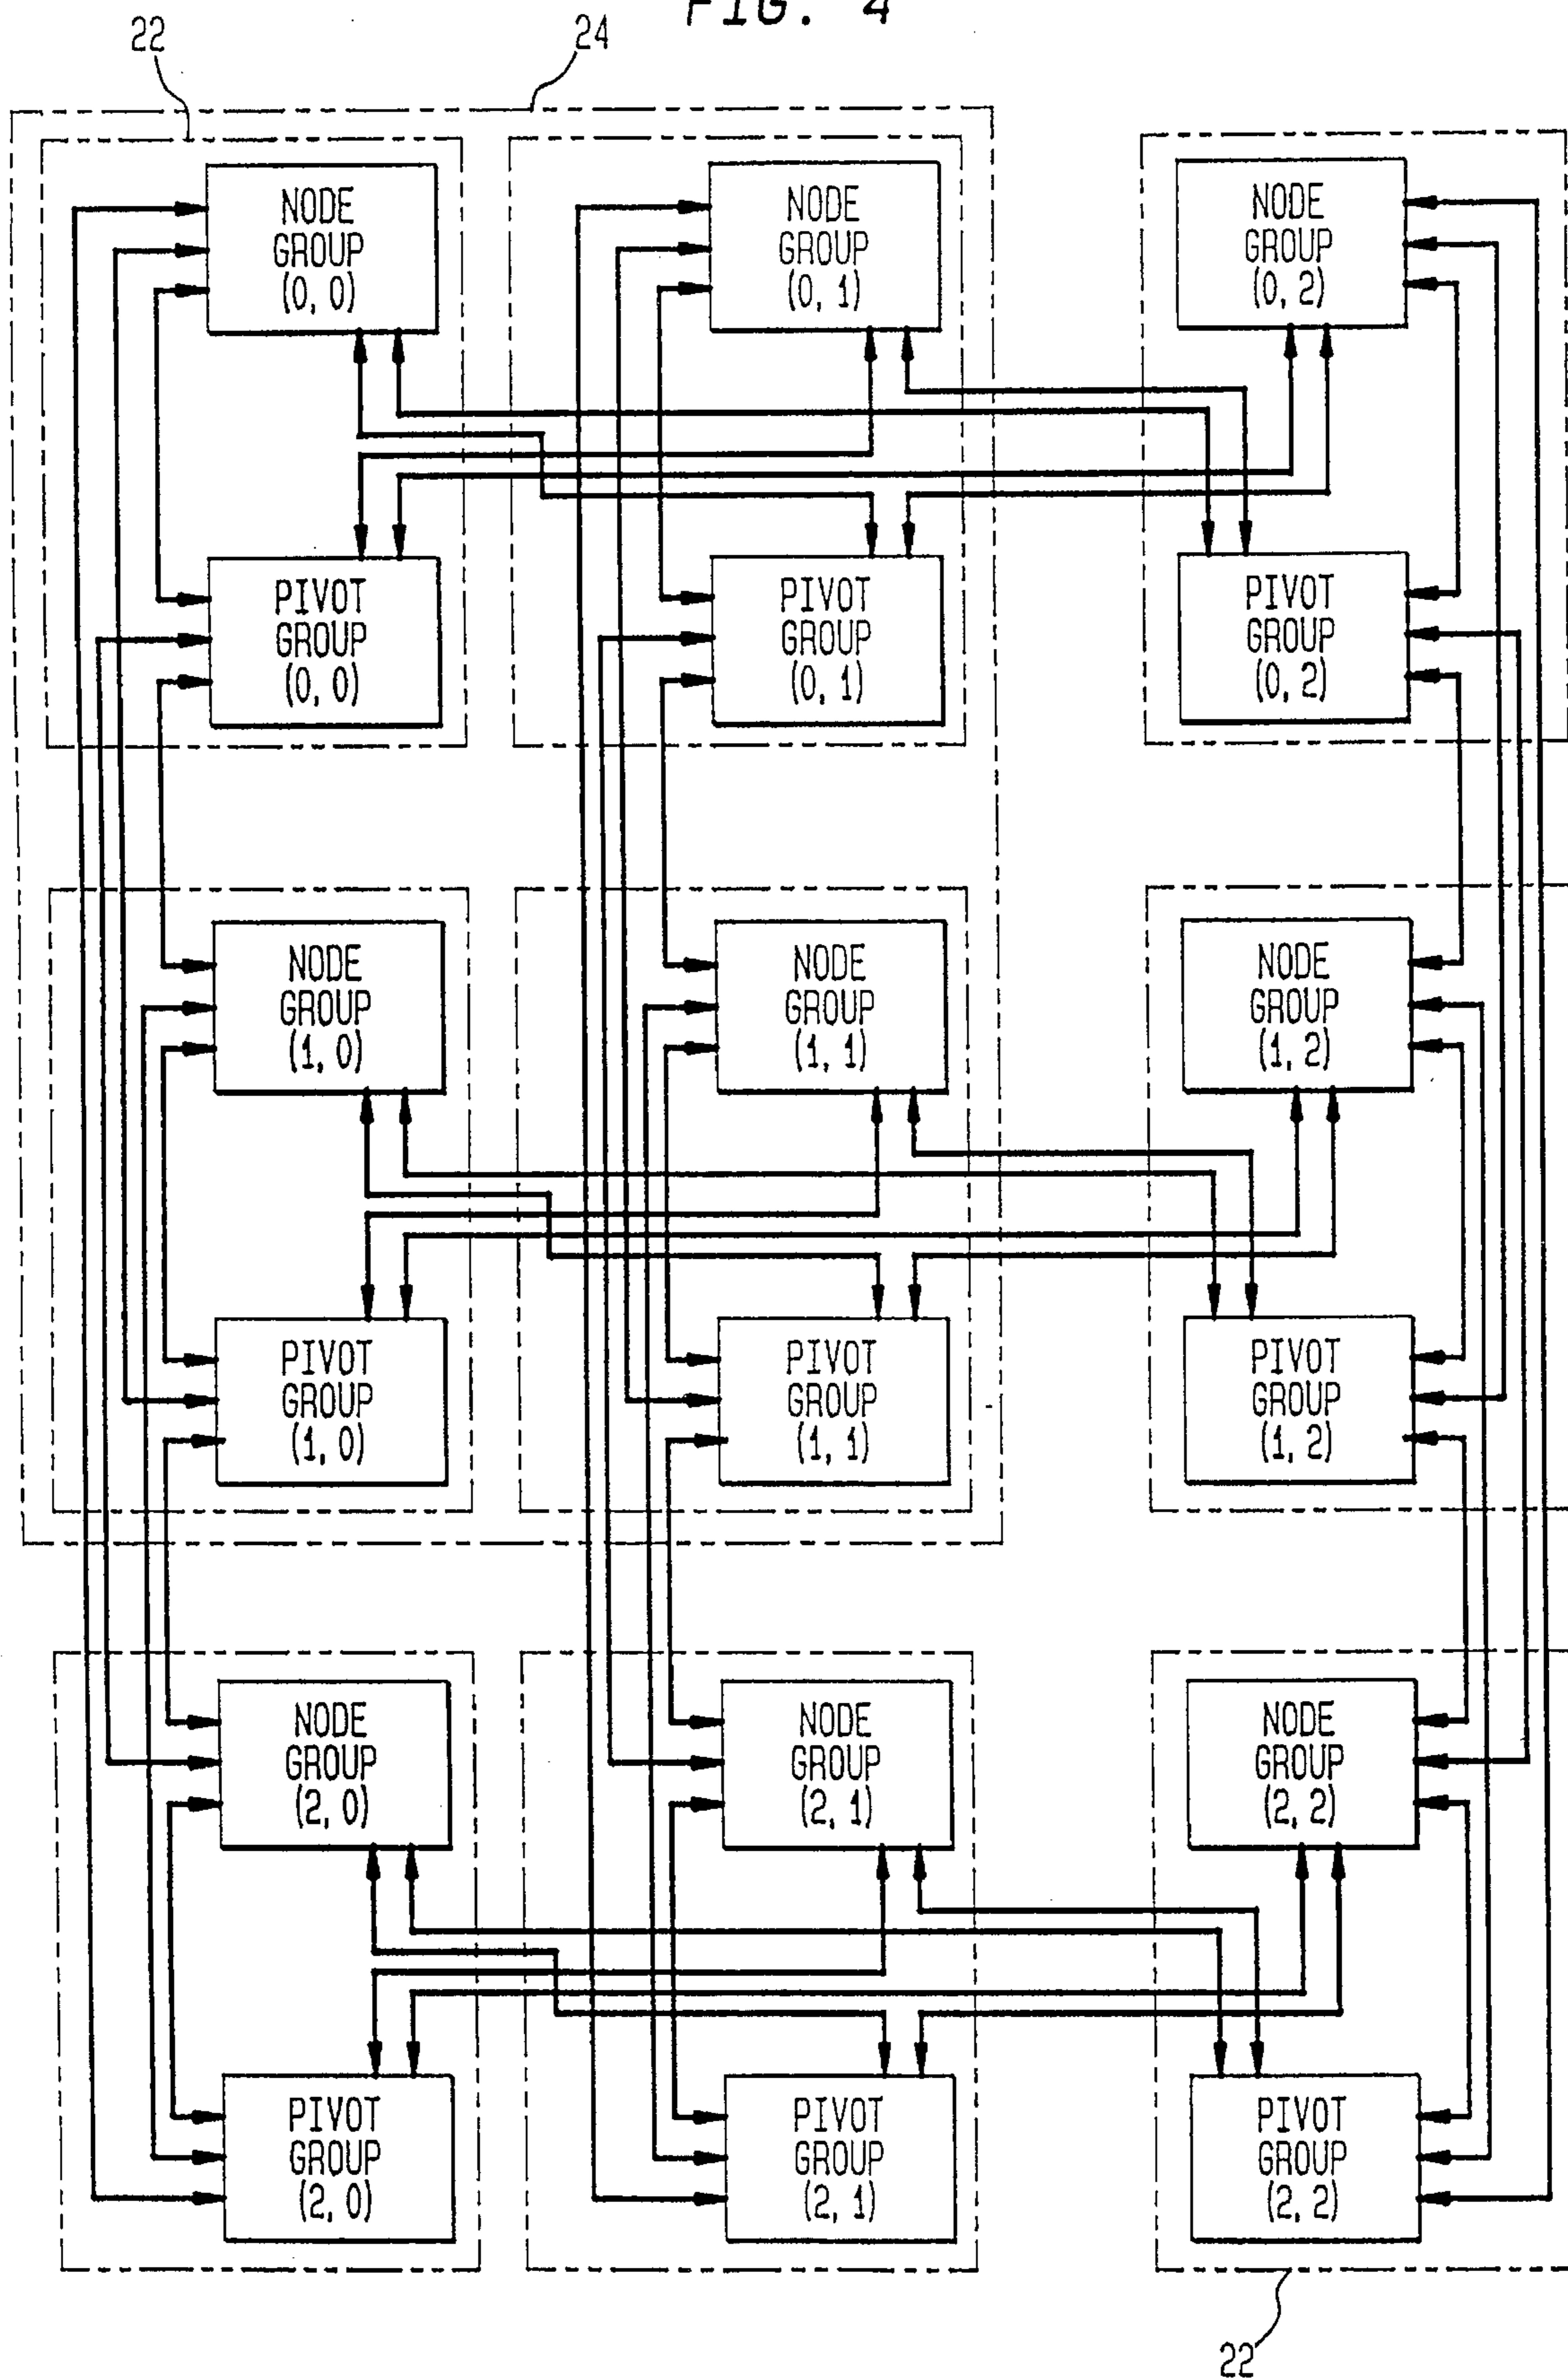 FIG. 4
22
24
NODE
GROUP
(0, 0)
NODE
GROUP
(0, 1)
NODE
GROUP
(0, 2)
PIVOT
GROUP
(0, 0)
PIVOT
GROUP
(0, 1)
PIVOT
GROUP
(0, 2)
NODE
GROUP
(1, 0)
NODE
GROUP
(1, 1)
NODE
GROUP
(1, 2)
PIVOT
GROUP
(1, 0)
PIVOT
GROUP
(1, 1)
PIVOT
GROUP
(1, 2)
NODE
GROUP
(2, 0)
NODE
GROUP
(2, 1)
NODE
GROUP
(2, 2)
PIVOT
GROUP
(2, 0)
PIVOT
GROUP
(2, 1)
PIVOT
GROUP
(2, 2)
22